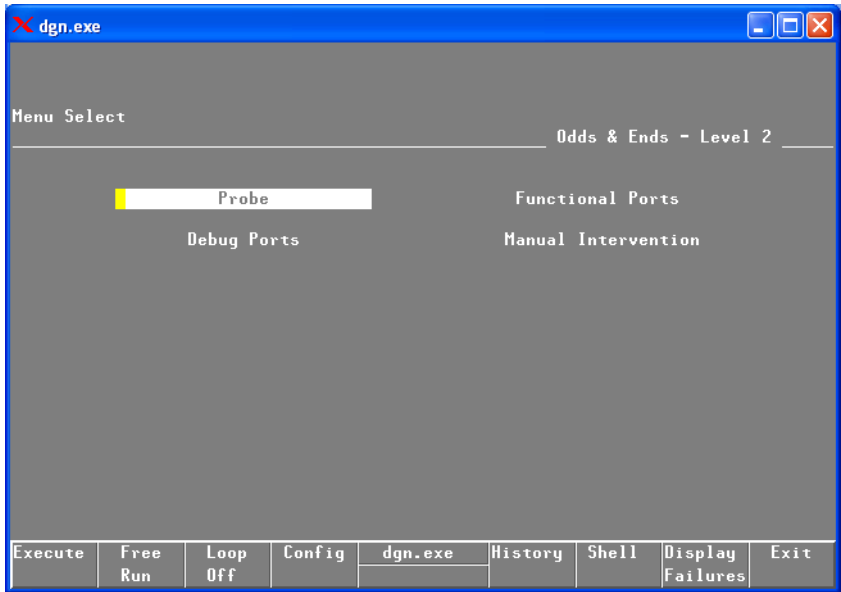 dgn.exe
Menu Select
Odds & Ends - Level 2
Probe
Functional Ports
Debug Ports
Manual Intervention
Execute
Free
Run
Loop
Off
Config
dgn.exe
History
Shell
Display
Failures
Exit